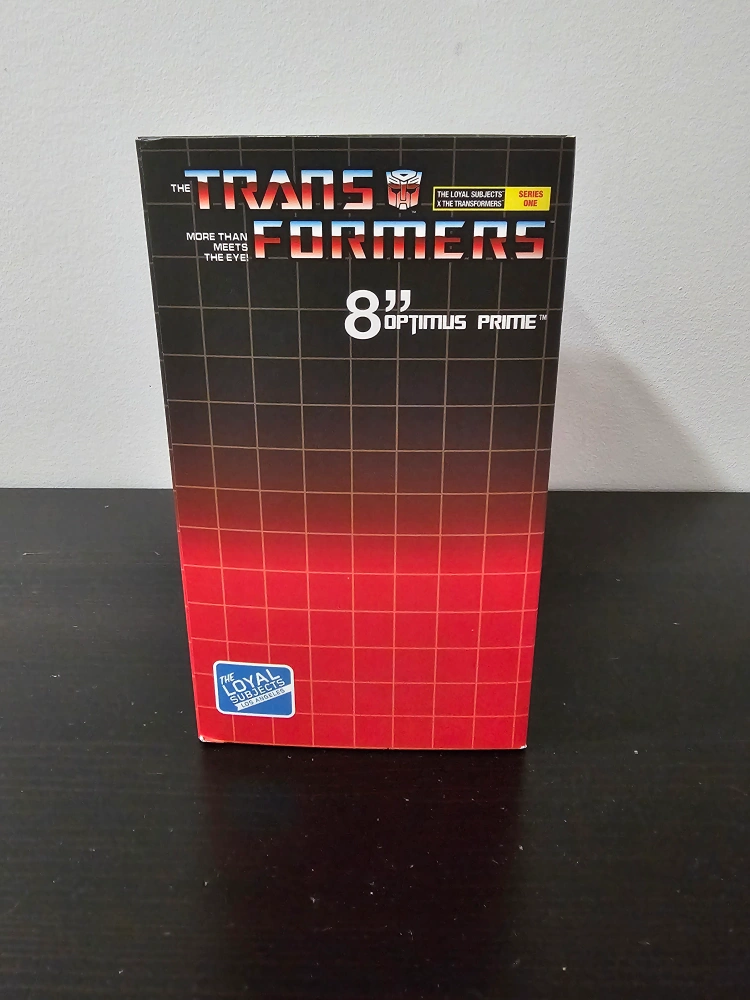 THE TRANS
FORMERS™
MORE THAN
MEETS
THE EYE!
THE LOYAL SUBJECTS™
X THE TRANSFORMERS™
SERIES
ONE
8” OPTIMUS PRIME™
THE
LOYAL
SUBJECTS
LOS ANGELES